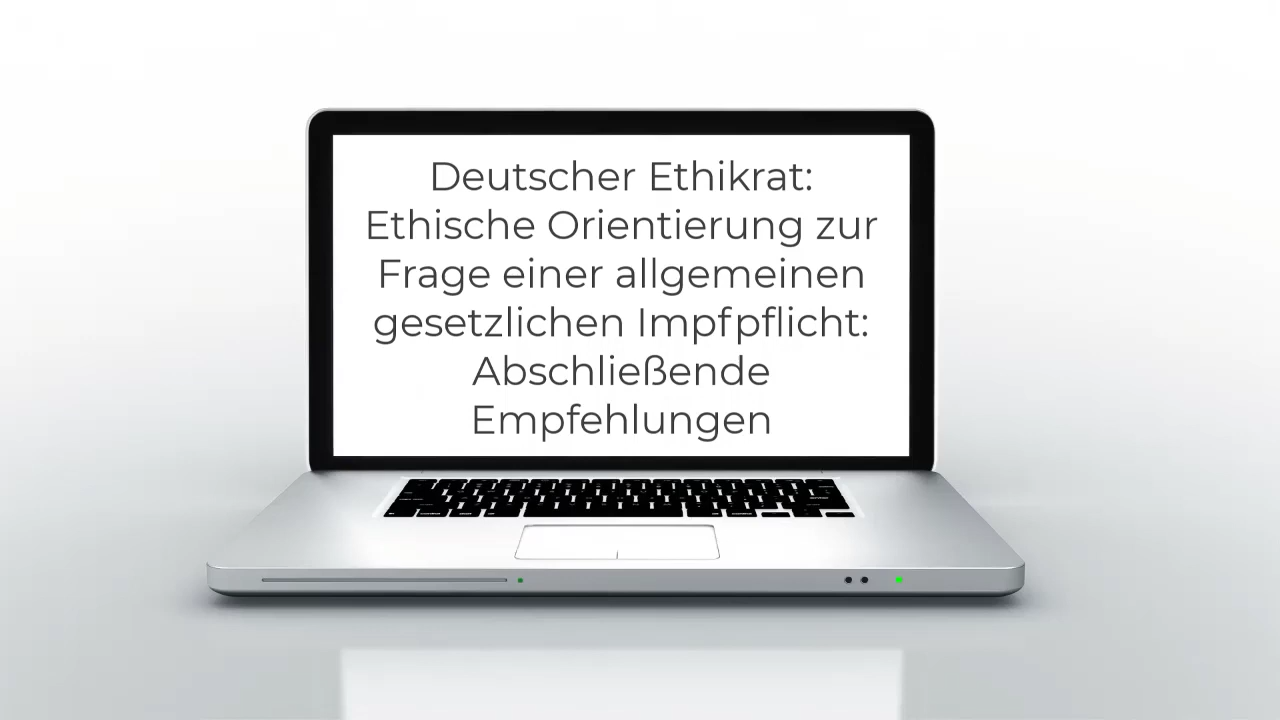 Deutscher Ethikrat:
Ethische Orientierung zur
Frage einer allgemeinen
gesetzlichen Impfpflicht:
Abschließende
Empfehlungen